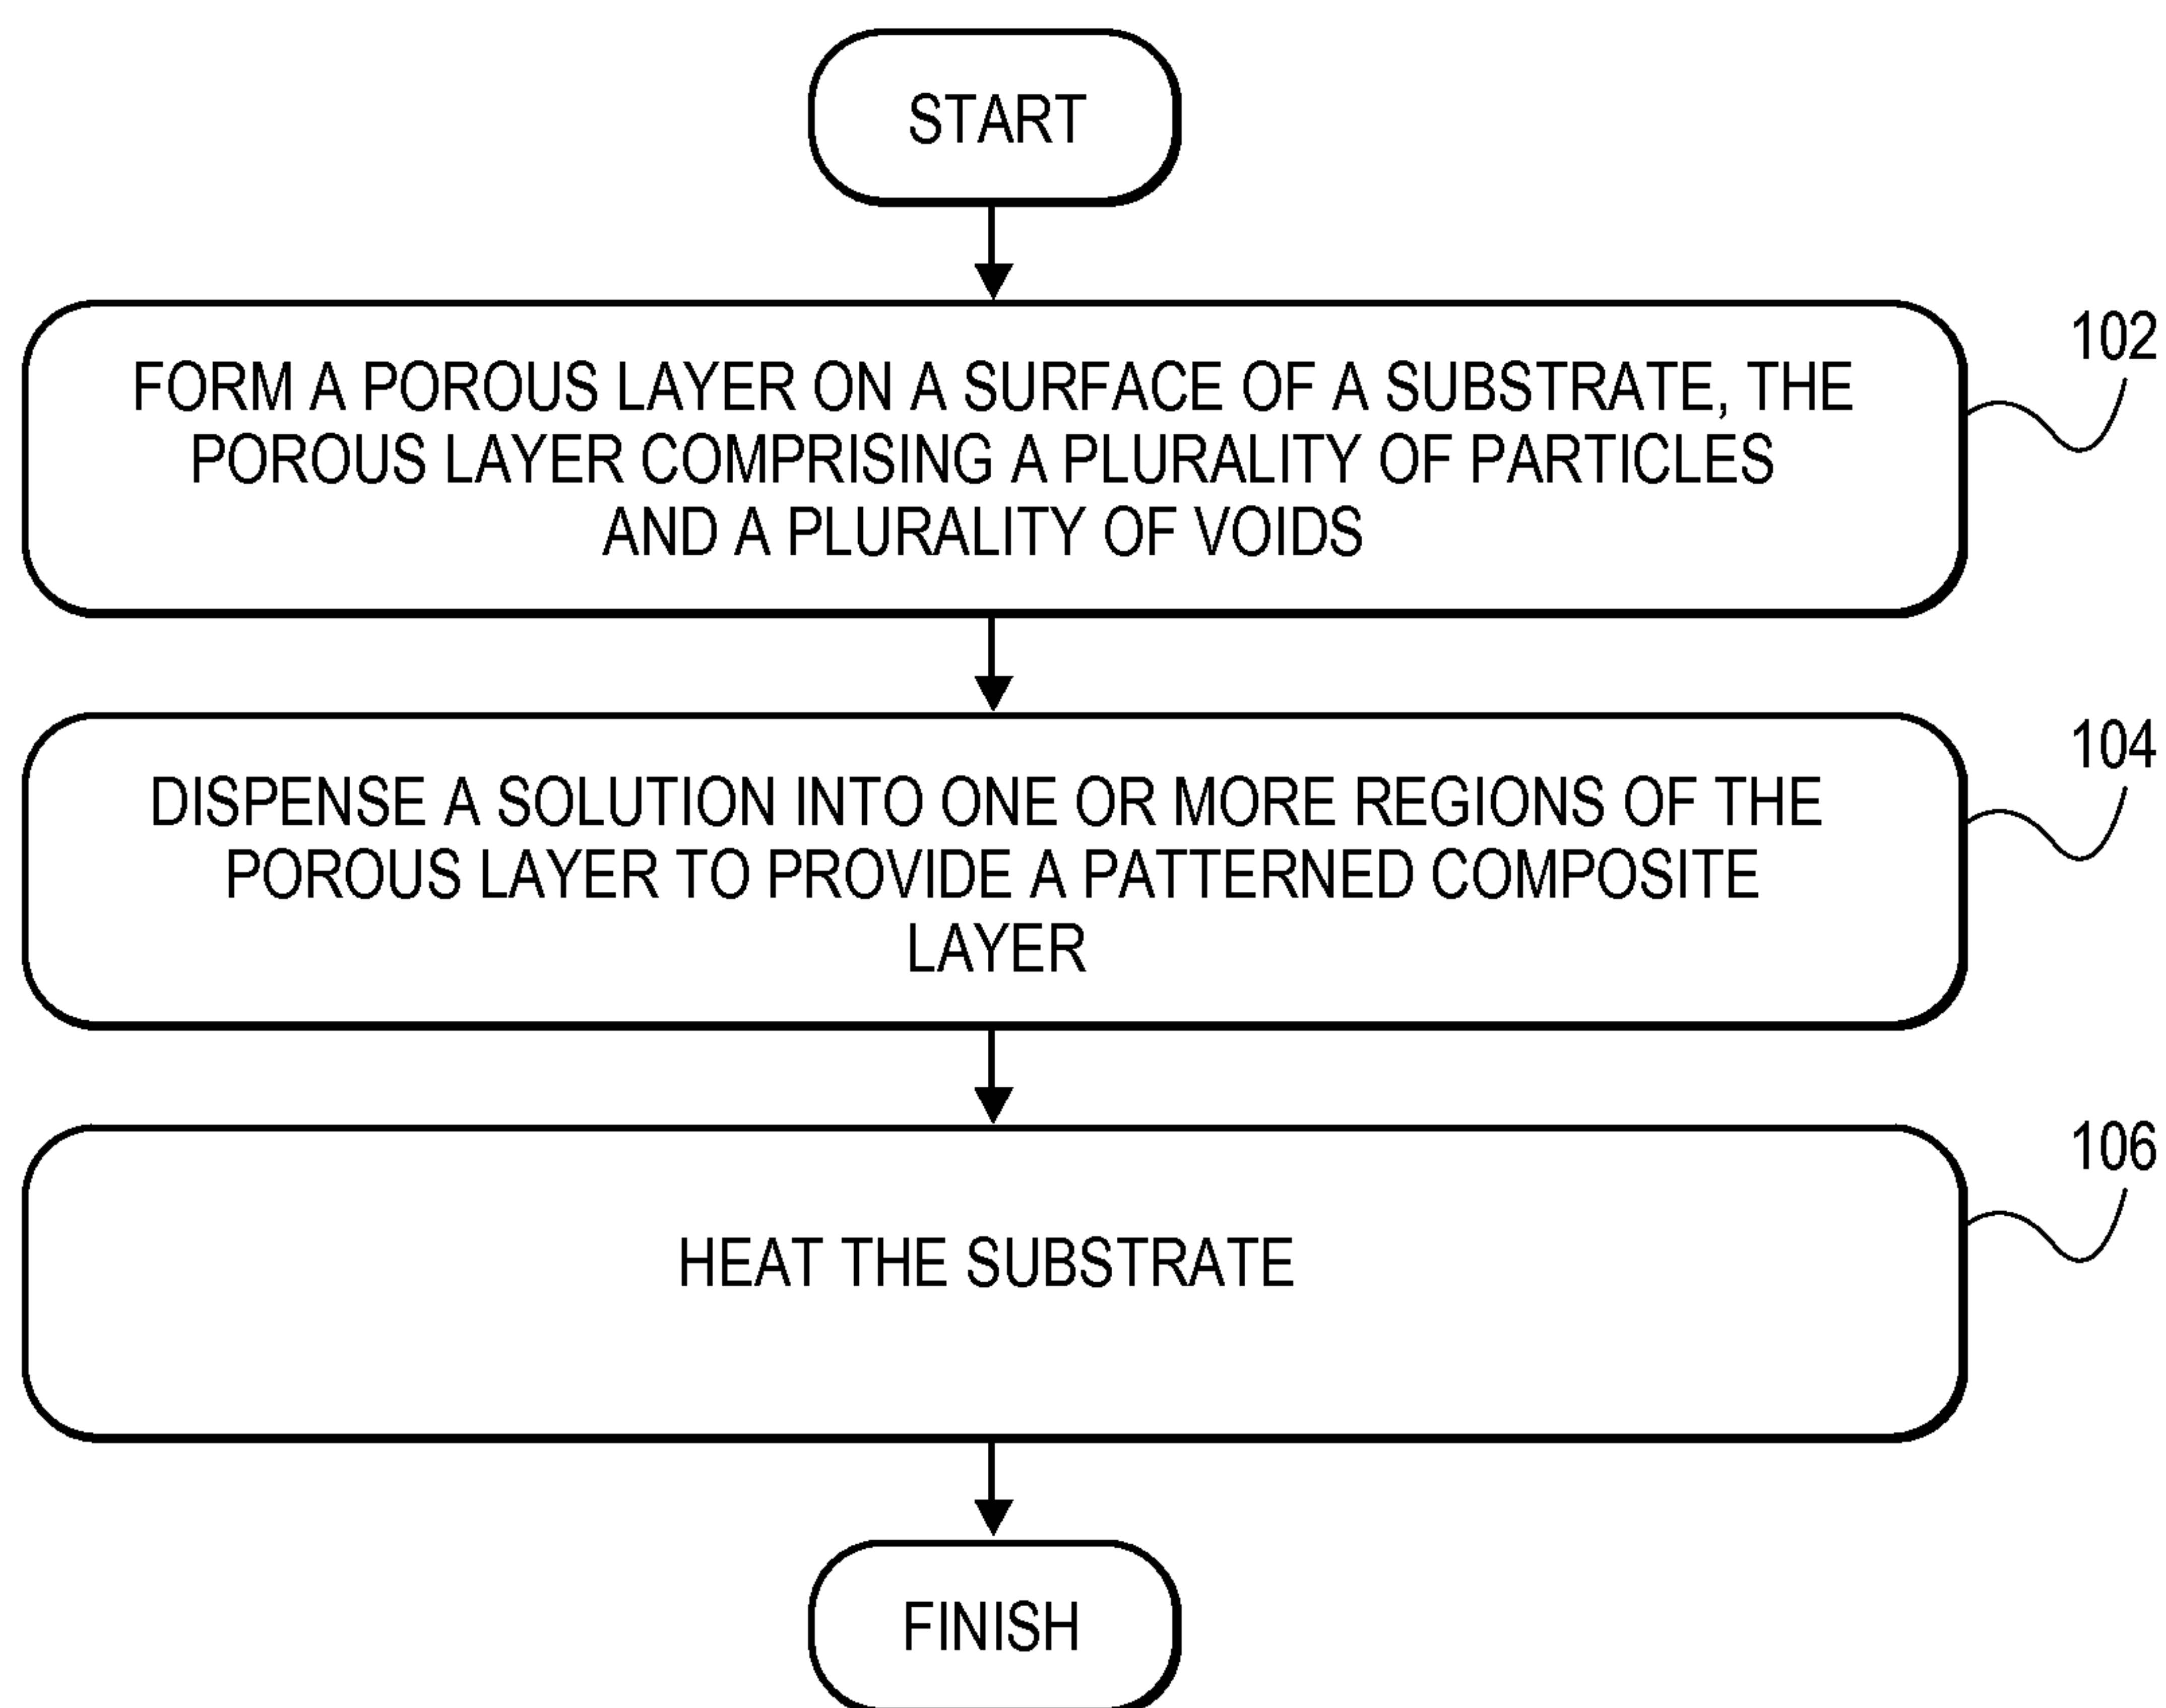 START
102
FORM A POROUS LAYER ON A SURFACE OF A SUBSTRATE, THE
POROUS LAYER COMPRISING A PLURALITY OF PARTICLES
AND A PLURALITY OF VOIDS
104
DISPENSE A SOLUTION INTO ONE OR MORE REGIONS OF THE
POROUS LAYER TO PROVIDE A PATTERNED COMPOSITE
LAYER
106
HEAT THE SUBSTRATE
FINISH